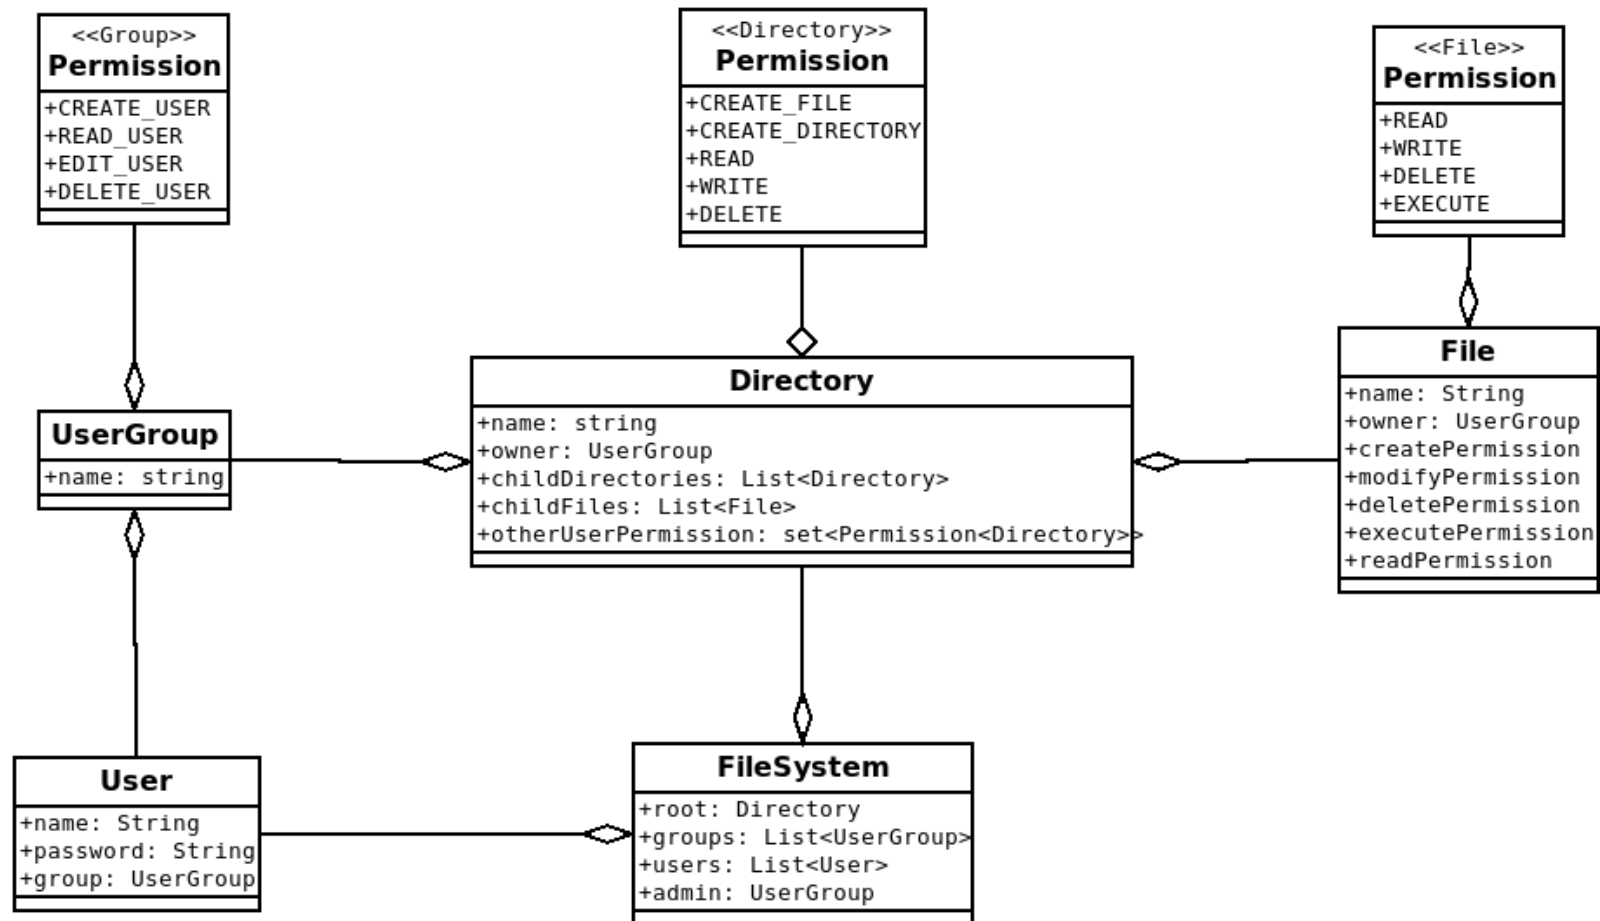 <<Group>>
Permission
+CREATE_USER
+READ_USER
+EDIT_USER
+DELETE_USER
<<Directory>>
Permission
+CREATE_FILE
+CREATE_DIRECTORY
+READ
+WRITE
+DELETE
<<File>>
Permission
+READ
+WRITE
+DELETE
+EXECUTE
UserGroup
+name: string
Directory
+name: string
+owner: UserGroup
+childDirectories: List<Directory>
+childFiles: List<File>
+otherUserPermission: set<Permission<Directory>>
File
+name: String
+owner: UserGroup
+createPermission
+modifyPermission
+deletePermission
+executePermission
+readPermission
User
+name: String
+password: String
+group: UserGroup
FileSystem
+root: Directory
+groups: List<UserGroup>
+users: List<User>
+admin: UserGroup